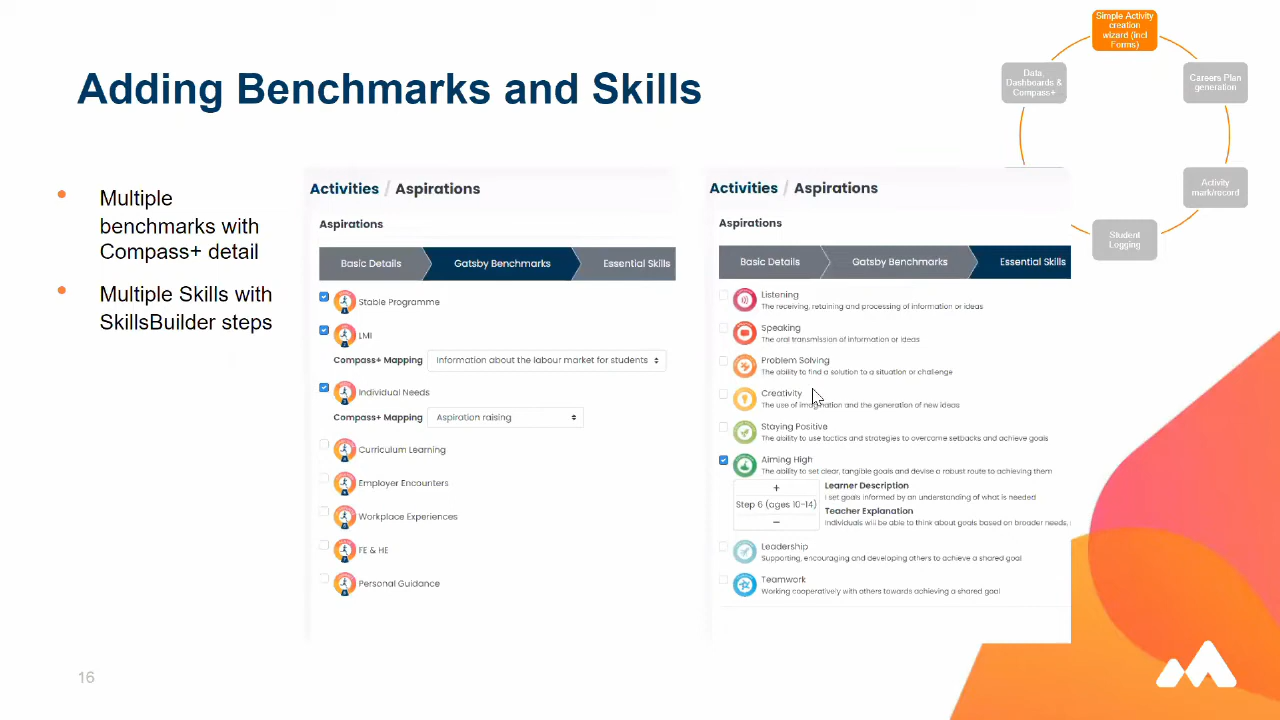 Adding Benchmarks and Skills
Simple Activity
creation
wizard (incl
Forms)
Careers Plan
generation
Activity
mark/record
Student
Logging
Data,
Dashboards &
Compass+
• Multiple
benchmarks with
Compass+ detail
• Multiple Skills with
SkillsBuilder steps
Activities / Aspirations
Aspirations
Basic Details Gatsby Benchmarks Essential Skills
Stable Programme
LMI
Compass+ Mapping Information about the labour market for students
Individual Needs
Compass+ Mapping Aspiration raising
Curriculum Learning
Employer Encounters
Workplace Experiences
FE & HE
Personal Guidance
Activities / Aspirations
Aspirations
Basic Details Gatsby Benchmarks Essential Skills
Listening
The receiving, retaining and processing of information or ideas
Speaking
The oral transmission of information or ideas
Problem Solving
The ability to find a solution to a situation or challenge
Creativity
The use of imagination and the generation of new ideas
Staying Positive
The ability to use tactics and strategies to overcome setbacks and achieve goals
Aiming High
The ability to set clear, tangible goals and devise a robust route to achieving them
+
Step 6 (ages 10-14)
−
Learner Description
I set goals informed by an understanding of what is needed
Teacher Explanation
Individuals will be able to think about goals based on broader needs,
Leadership
Supporting, encouraging and developing others to achieve a shared goal
Teamwork
Working cooperatively with others towards achieving a shared goal
16